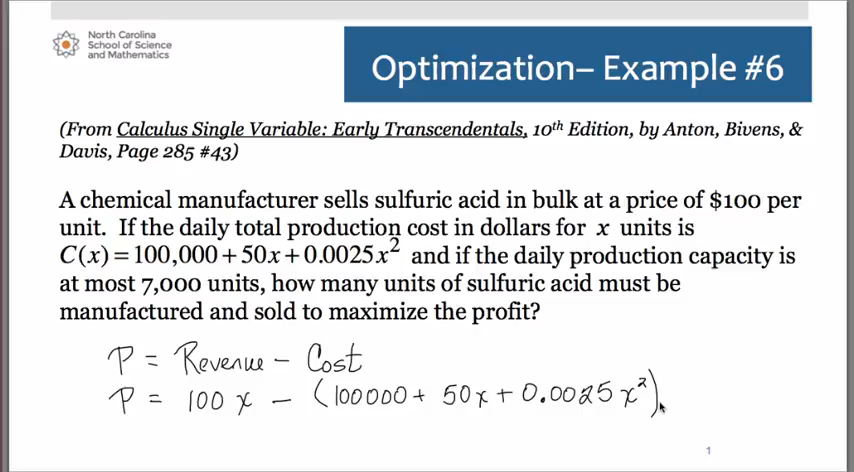 North Carolina
School of Science
and Mathematics
Optimization– Example #6
(From Calculus Single Variable: Early Transcendentals, 10th Edition, by Anton, Bivens, &
Davis, Page 285 #43)
A chemical manufacturer sells sulfuric acid in bulk at a price of $100 per
unit. If the daily total production cost in dollars for x units is
C(x) = 100,000 + 50x + 0.0025x² and if the daily production capacity is
at most 7,000 units, how many units of sulfuric acid must be
manufactured and sold to maximize the profit?
P = Revenue − Cost
P = 100 x − (100000 + 50x + 0.0025 x²)
1